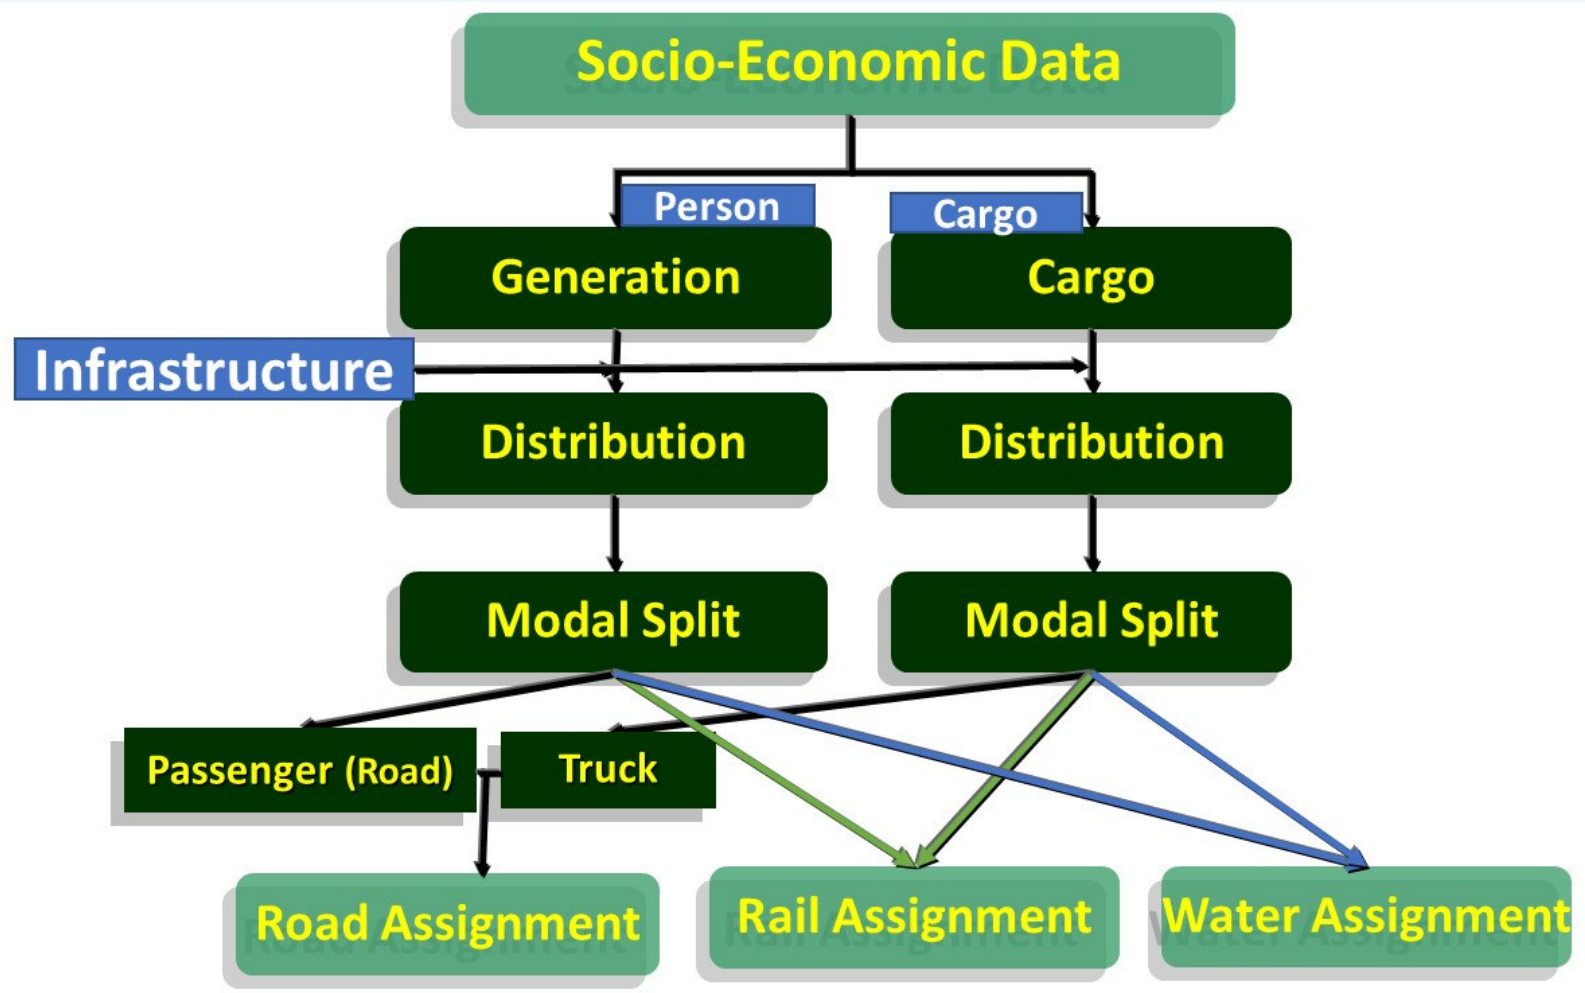 Socio-Economic Data
Person
Cargo
Generation
Cargo
Infrastructure
Distribution
Distribution
Modal Split
Modal Split
Passenger (Road)
Truck
Road Assignment
Rail Assignment
Water Assignment